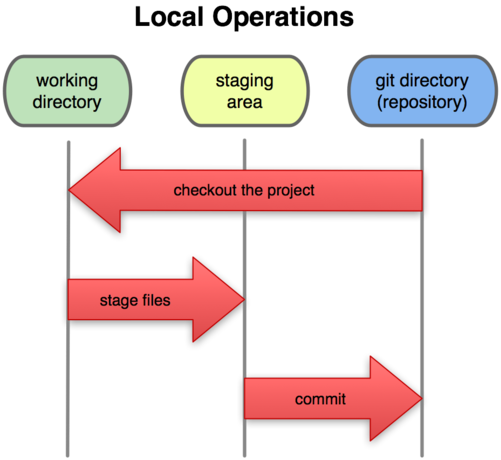 Local Operations
working
directory
staging
area
git directory
(repository)
checkout the project
stage files
commit